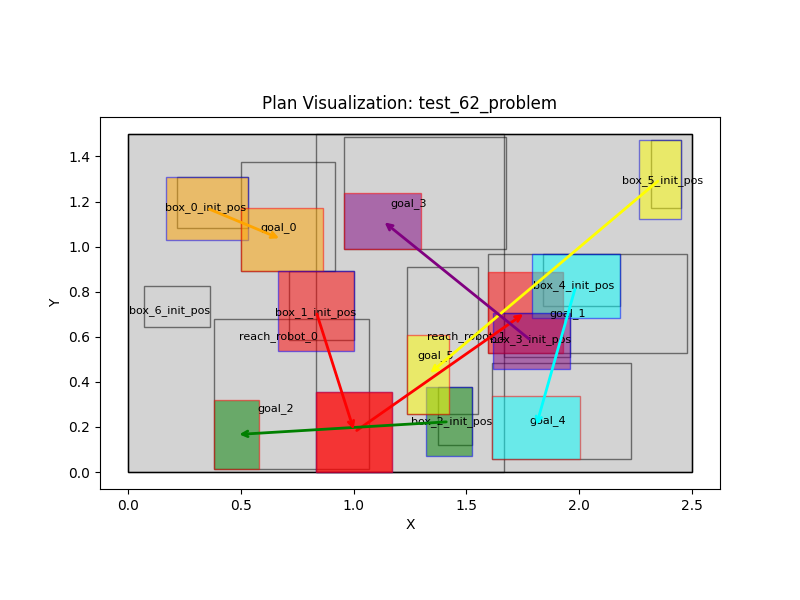 Plan Visualization: test_62_problem
box_5_init_pos
box_0_init_pos
goal_3
goal_0
box_4_init_pos
box_6_init_pos
box_1_init_pos
goal_1
reach_robot_0
reach_robot_1
box_3_init_pos
goal_5
goal_2
box_2_init_pos
goal_4
Y
1.4
1.2
1.0
0.8
0.6
0.4
0.2
0.0
0.0 0.5 1.0 1.5 2.0 2.5
X